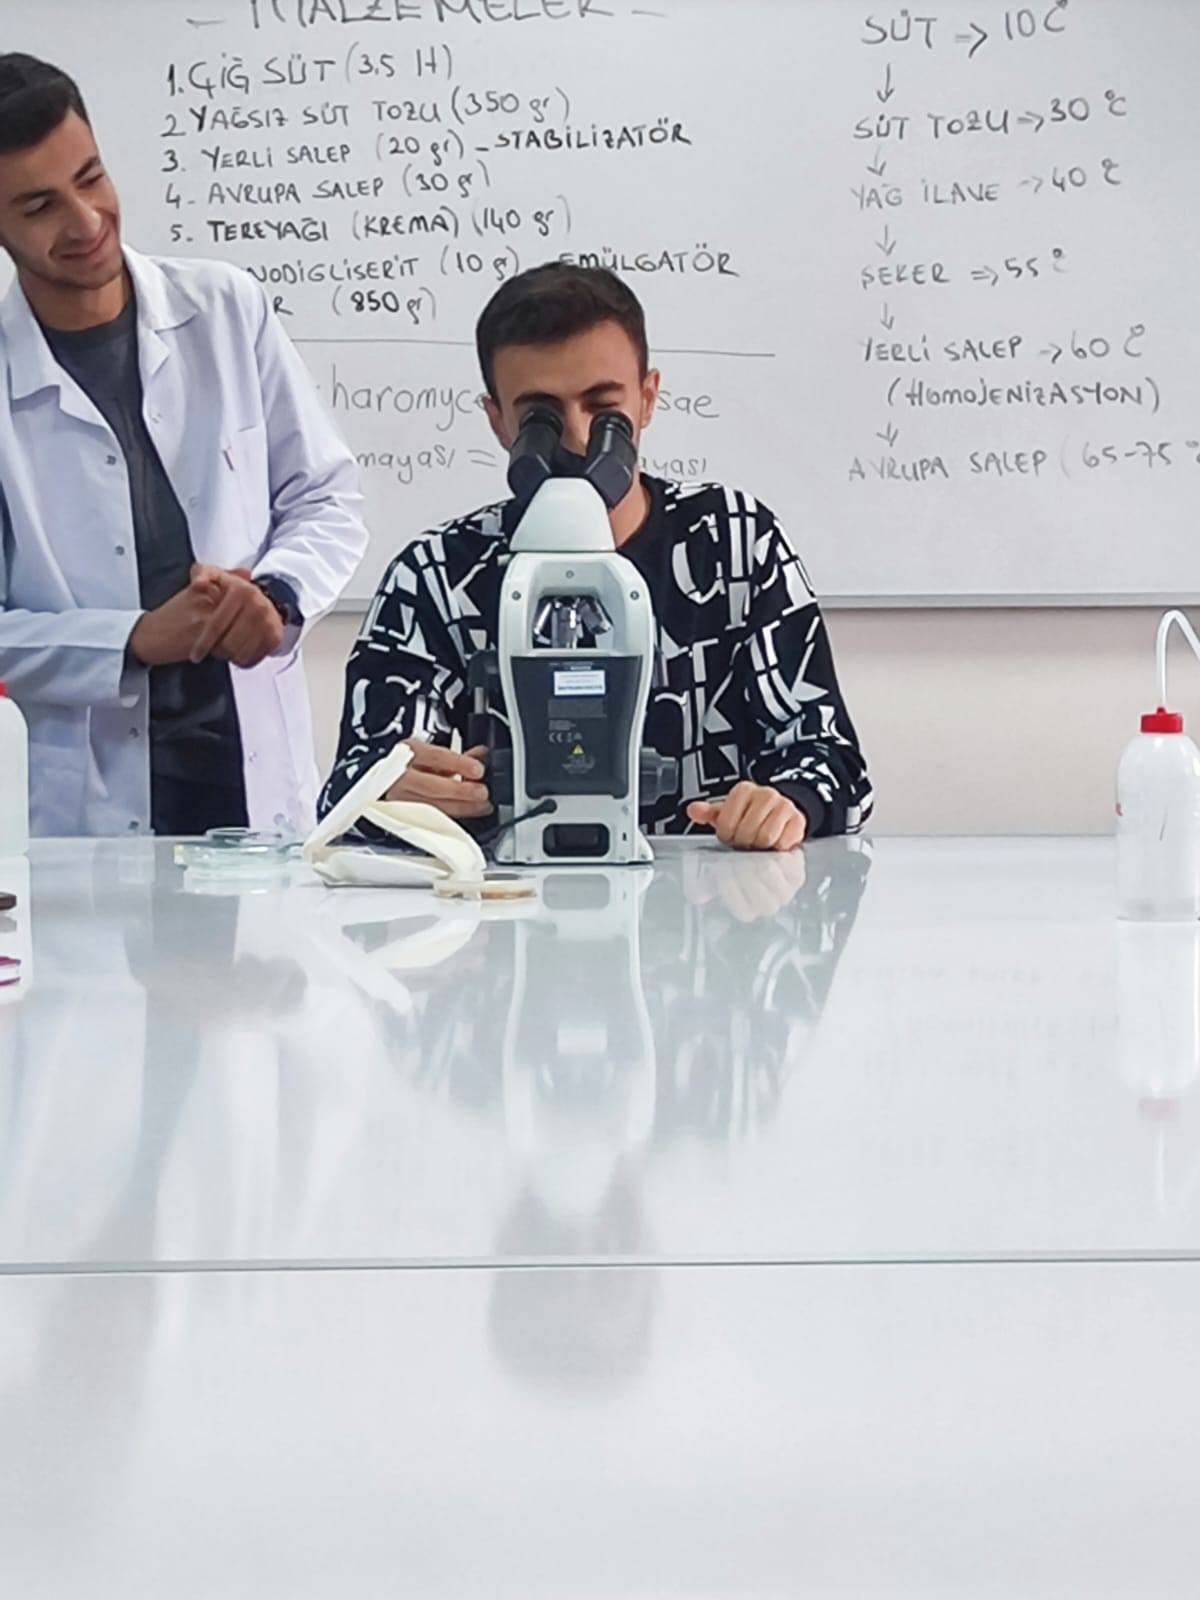 MALZEMELER
1. ÇİĞ SÜT (3.5 lt)
2 YAĞSIZ SÜT TOZU (350 gr)
3. YERLİ SALEP (20 gr) - STABİLİZATÖR
4- AVRUPA SALEP (30 gr)
5. TEREYAĞI (KREMA) (140 gr)
NODİGLİSERİT (10 g) EMÜLGATÖR
R (850 gr)
haromyce sae
mayası = yası
SÜT => 10 C°
↓
SÜT TOZU => 30 °C
↓
YAĞ İLAVE -> 40 °C
↓
ŞEKER => 55 °
↓
YERLİ SALEP -> 60 °C
(HOMOJENİZASYON)
↓
AVRUPA SALEP (65-75 °
CE